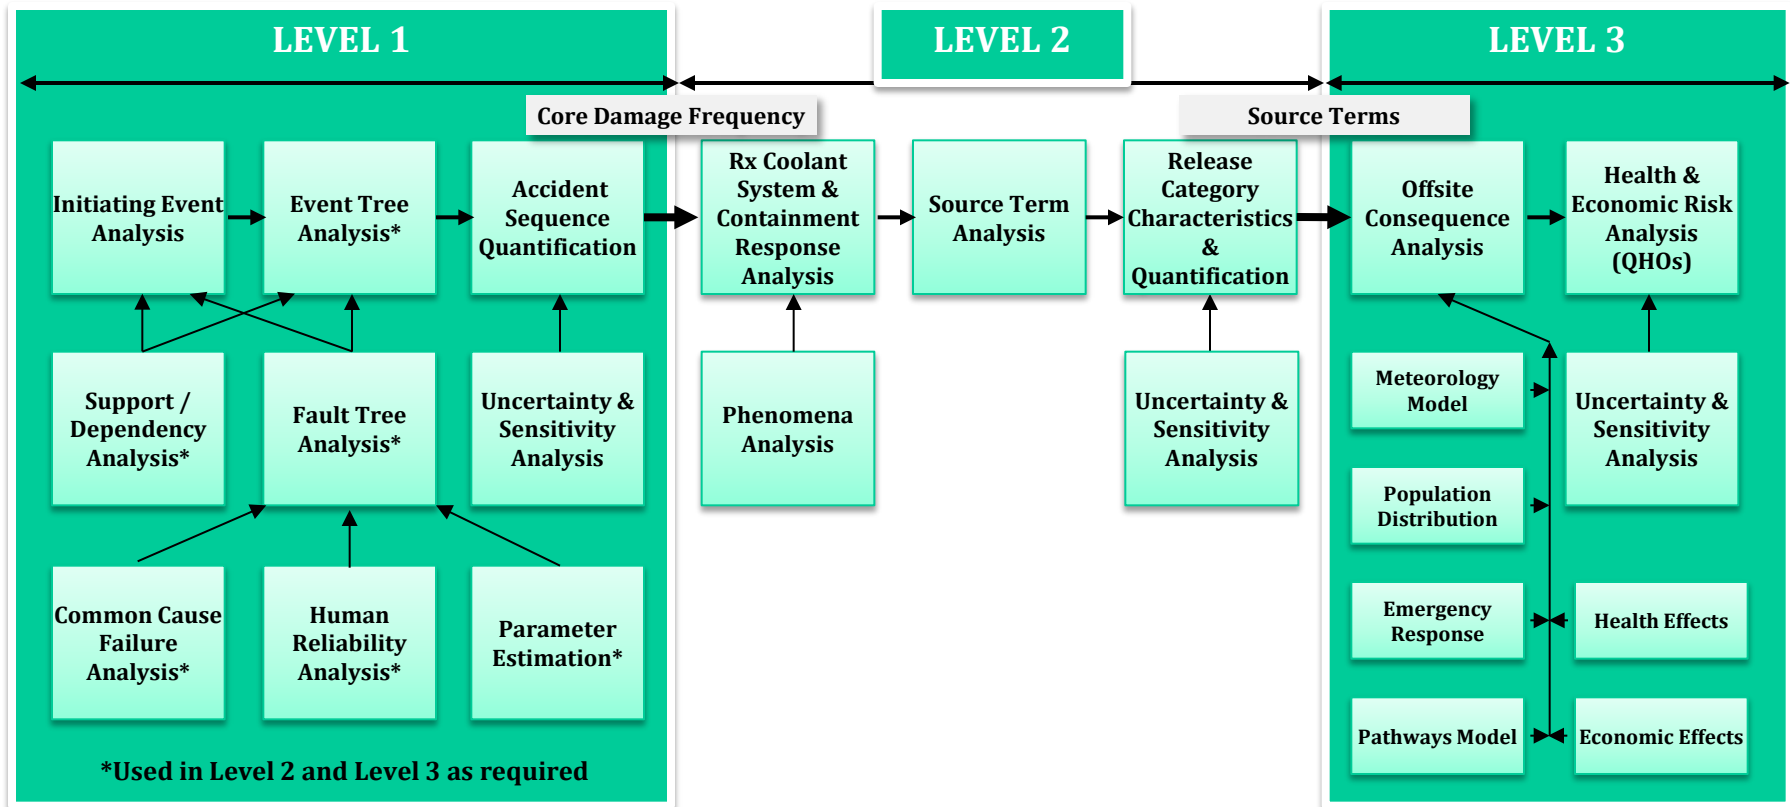 LEVEL 1
LEVEL 2
LEVEL 3
Core Damage Frequency
Source Terms
Initiating Event
Analysis
Event Tree
Analysis*
Accident
Sequence
Quantification
Rx Coolant
System &
Containment
Response
Analysis
Source Term
Analysis
Release
Category
Characteristics
&
Quantification
Offsite
Consequence
Analysis
Health &
Economic Risk
Analysis
(QHOs)
Support /
Dependency
Analysis*
Fault Tree
Analysis*
Uncertainty &
Sensitivity
Analysis
Phenomena
Analysis
Uncertainty &
Sensitivity
Analysis
Meteorology
Model
Uncertainty &
Sensitivity
Analysis
Population
Distribution
Common Cause
Failure
Analysis*
Human
Reliability
Analysis*
Parameter
Estimation*
Emergency
Response
Health Effects
Pathways Model
Economic Effects
*Used in Level 2 and Level 3 as required